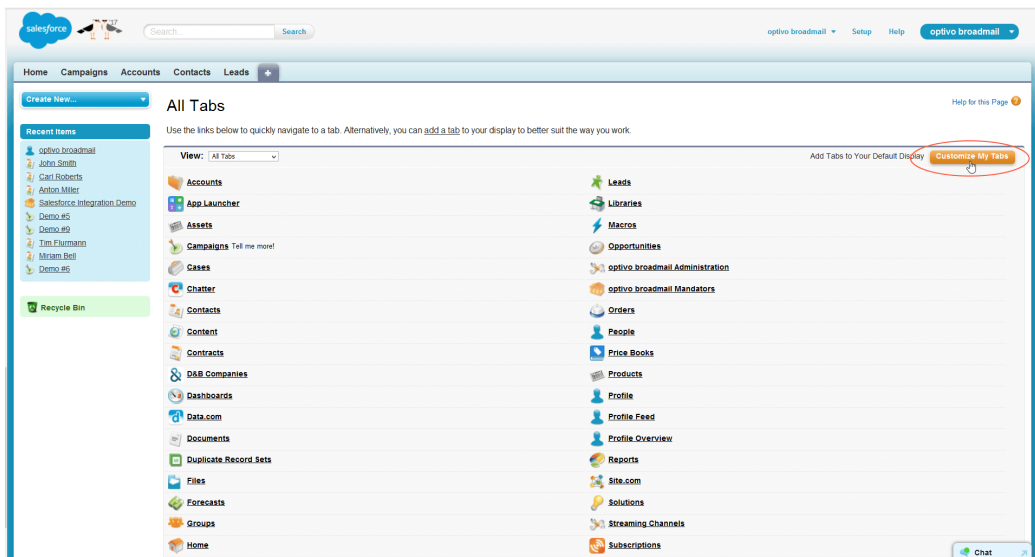 salesforce
'17
Search...
Search
optivo broadmail
Setup
Help
optivo broadmail
Home Campaigns Accounts Contacts Leads +
Create New...
Recent Items
optivo broadmail
John Smith
Carl Roberts
Anton Miller
Salesforce Integration Demo
Demo #5
Demo #9
Tim Flurmann
Miriam Bell
Demo #6
Recycle Bin
All Tabs
Help for this Page ?
Use the links below to quickly navigate to a tab. Alternatively, you can add a tab to your display to better suit the way you work.
View: All Tabs
Add Tabs to Your Default Display Customize My Tabs
Accounts
App Launcher
Assets
Campaigns Tell me more!
Cases
Chatter
Contacts
Content
Contracts
D&B Companies
Dashboards
Data.com
Documents
Duplicate Record Sets
Files
Forecasts
Groups
Home
Leads
Libraries
Macros
Opportunities
optivo broadmail Administration
optivo broadmail Mandators
Orders
People
Price Books
Products
Profile
Profile Feed
Profile Overview
Reports
Site.com
Solutions
Streaming Channels
Subscriptions
Chat